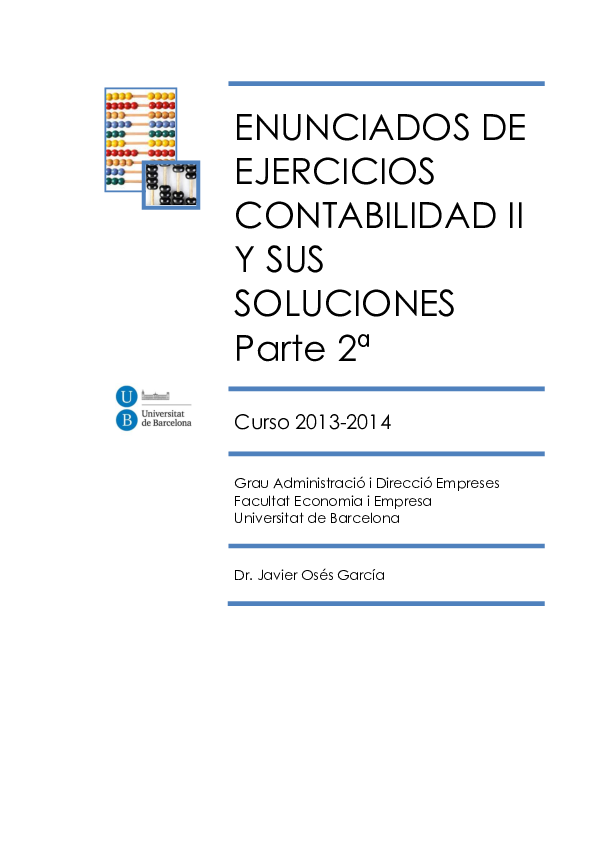 ENUNCIADOS DE
EJERCICIOS
CONTABILIDAD II
Y SUS
SOLUCIONES
Parte 2ª
U
B
Universitat
de Barcelona
Curso 2013-2014
Grau Administració i Direcció Empreses
Facultat Economia i Empresa
Universitat de Barcelona
Dr. Javier Osés García